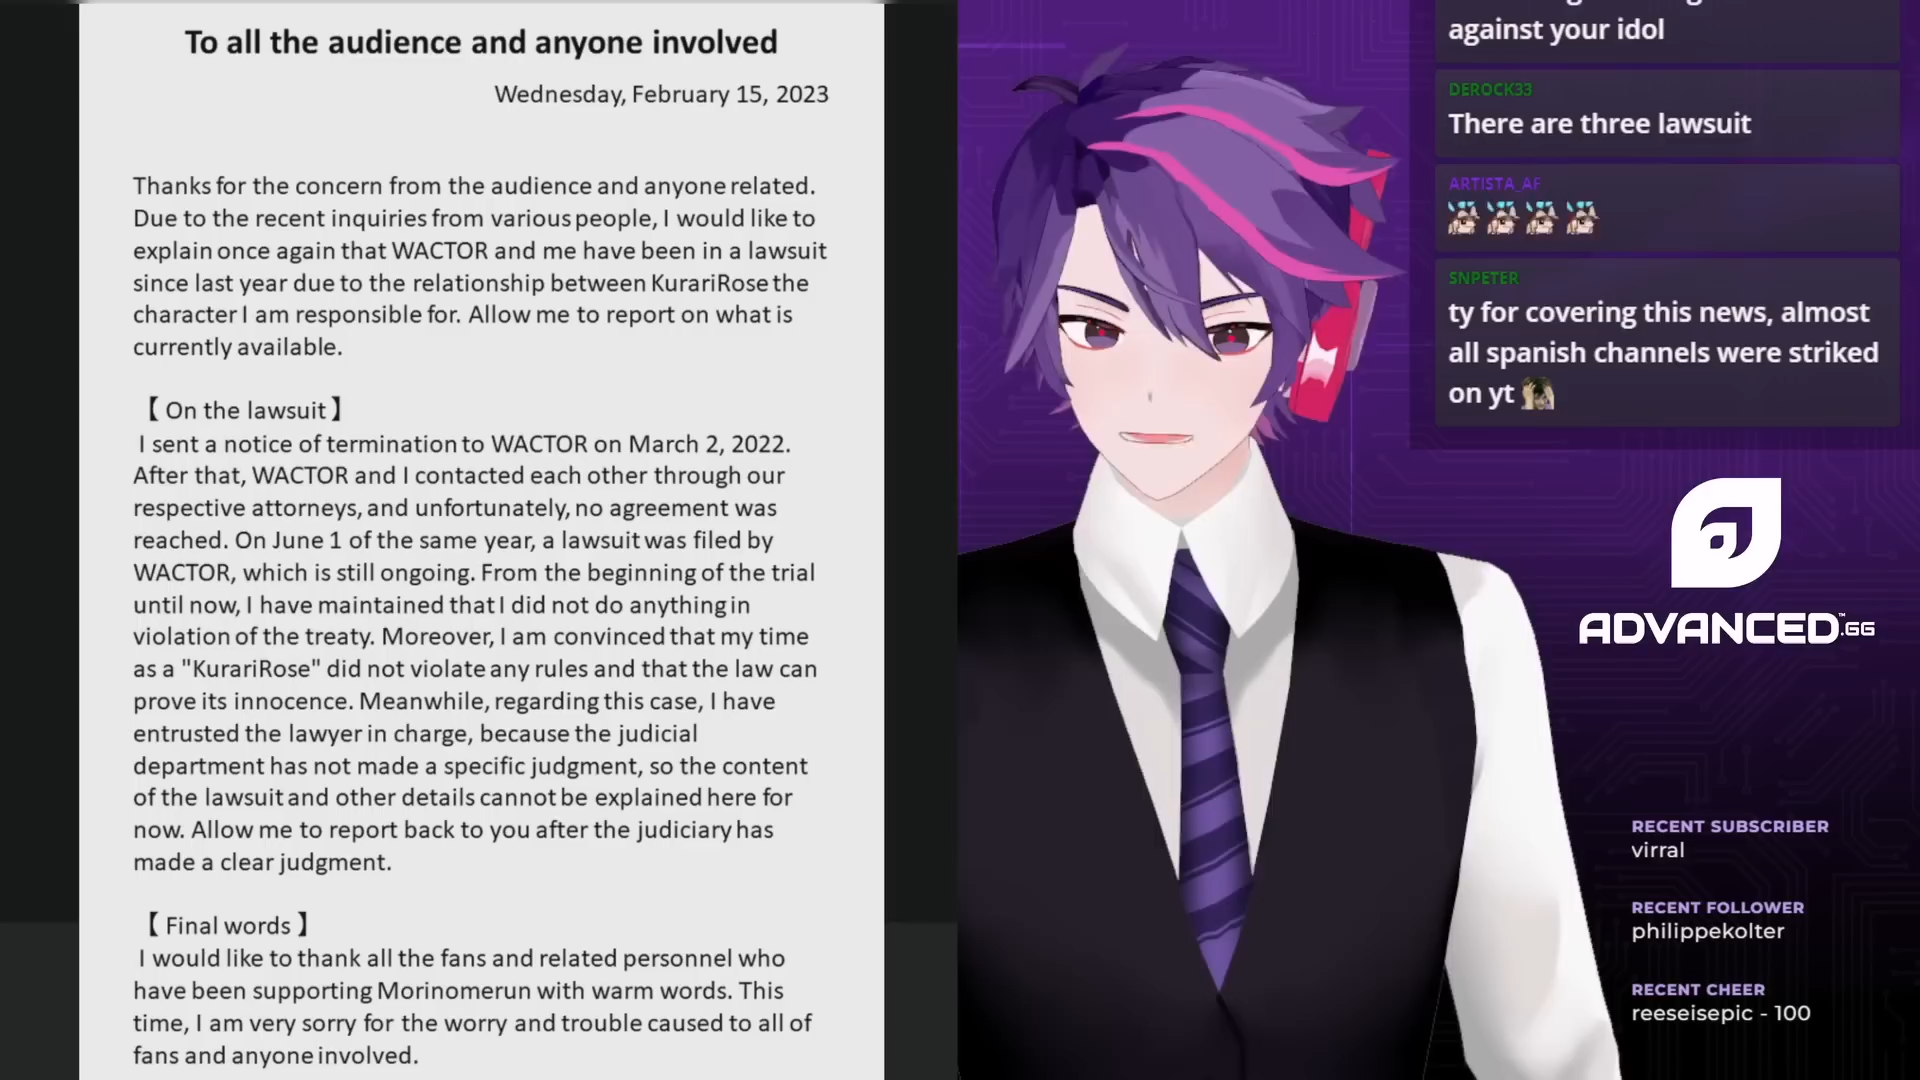 To all the audience and anyone involved
Wednesday, February 15, 2023
Thanks for the concern from the audience and anyone related.
Due to the recent inquiries from various people, I would like to
explain once again that WACTOR and me have been in a lawsuit
since last year due to the relationship between KurariRose the
character I am responsible for. Allow me to report on what is
currently available.
【 On the lawsuit 】
I sent a notice of termination to WACTOR on March 2, 2022.
After that, WACTOR and I contacted each other through our
respective attorneys, and unfortunately, no agreement was
reached. On June 1 of the same year, a lawsuit was filed by
WACTOR, which is still ongoing. From the beginning of the trial
until now, I have maintained that I did not do anything in
violation of the treaty. Moreover, I am convinced that my time
as a "KurariRose" did not violate any rules and that the law can
prove its innocence. Meanwhile, regarding this case, I have
entrusted the lawyer in charge, because the judicial
department has not made a specific judgment, so the content
of the lawsuit and other details cannot be explained here for
now. Allow me to report back to you after the judiciary has
made a clear judgment.
【 Final words 】
I would like to thank all the fans and related personnel who
have been supporting Morinomerun with warm words. This
time, I am very sorry for the worry and trouble caused to all of
fans and anyone involved.
against your idol
DEROCK33
There are three lawsuit
ARTISTA_AF
SNPETER
ty for covering this news, almost
all spanish channels were striked
on yt
ADVANCED.GG
™
RECENT SUBSCRIBER
virral
RECENT FOLLOWER
philippekolter
RECENT CHEER
reeseisepic - 100